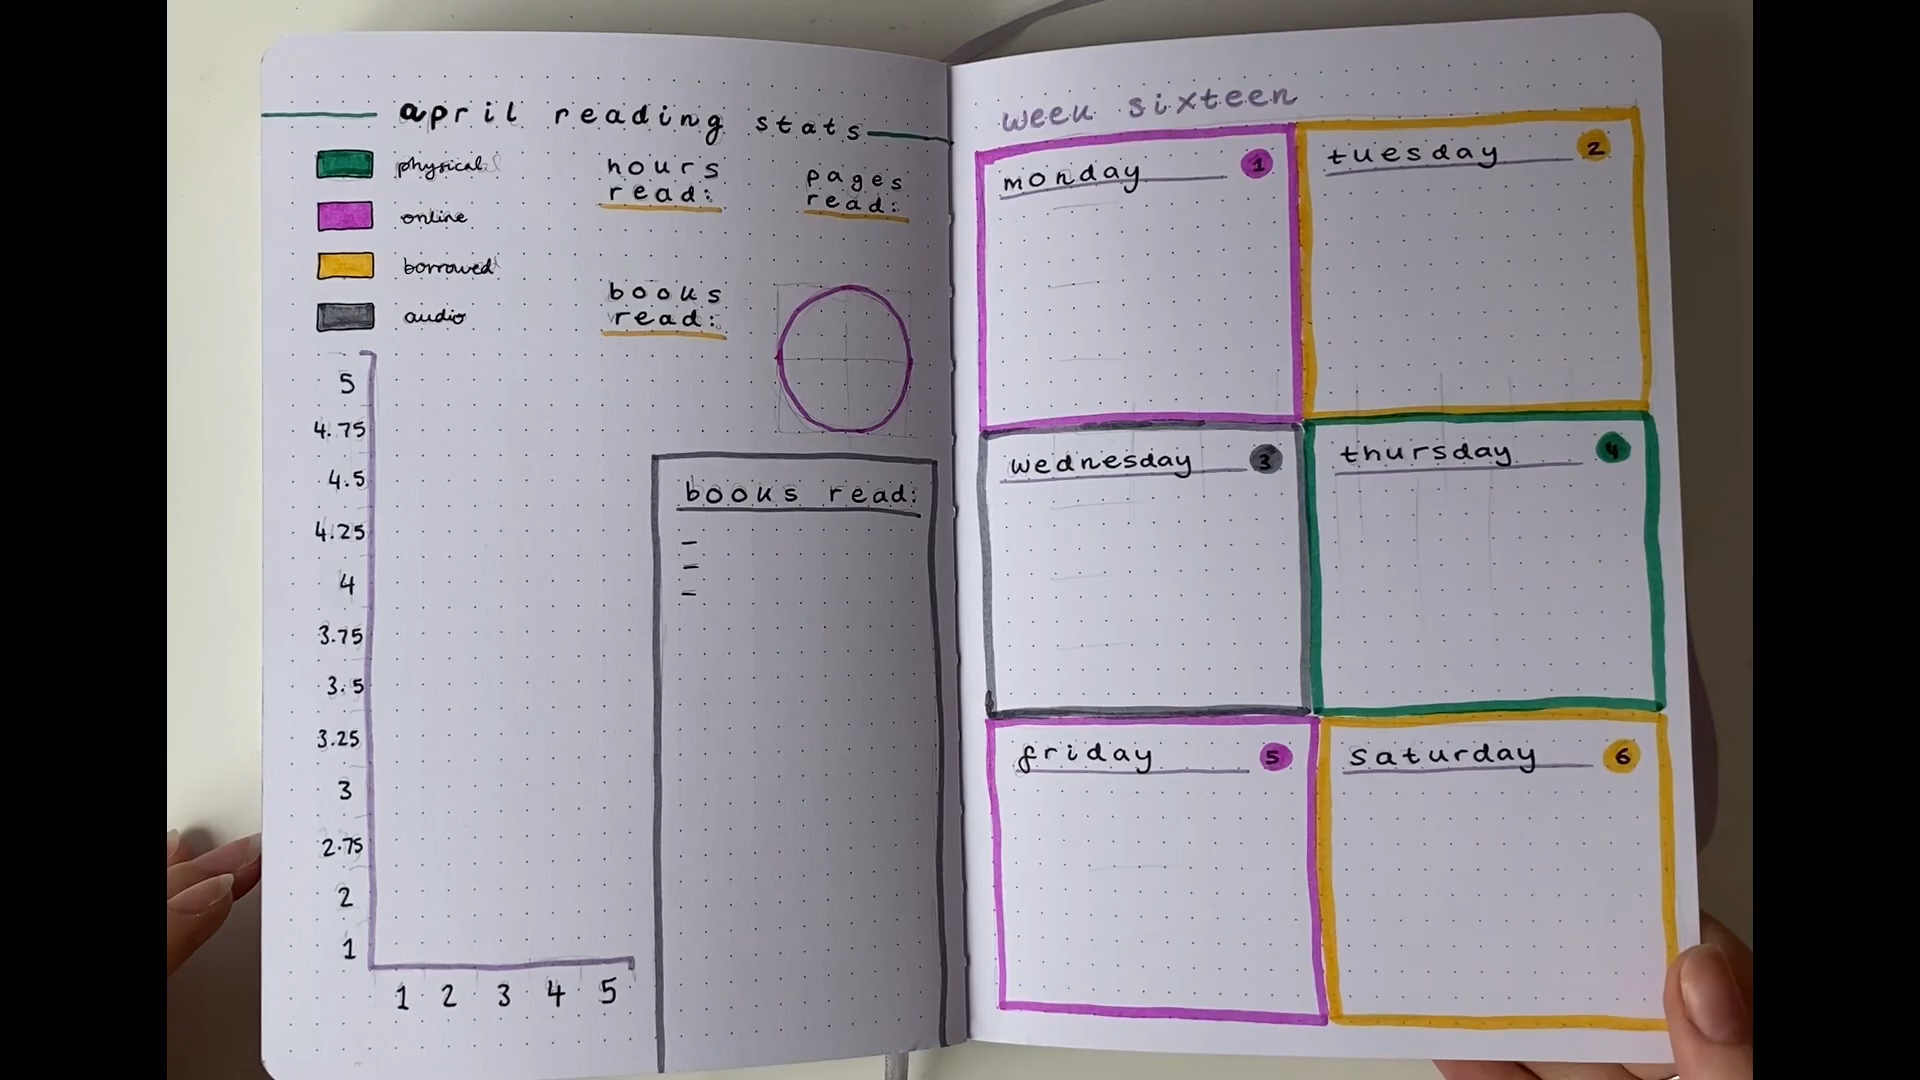 april reading stats
physical
online
borrowed
audio
hours
read:
pages
read:
books
read:
5
4.75
4.5
4.25
4
3.75
3.5
3.25
3
2.75
2
1
1 2 3 4 5
books read:
-
-
-
week sixteen
monday 1
tuesday 2
wednesday 3
thursday 4
friday 5
saturday 6